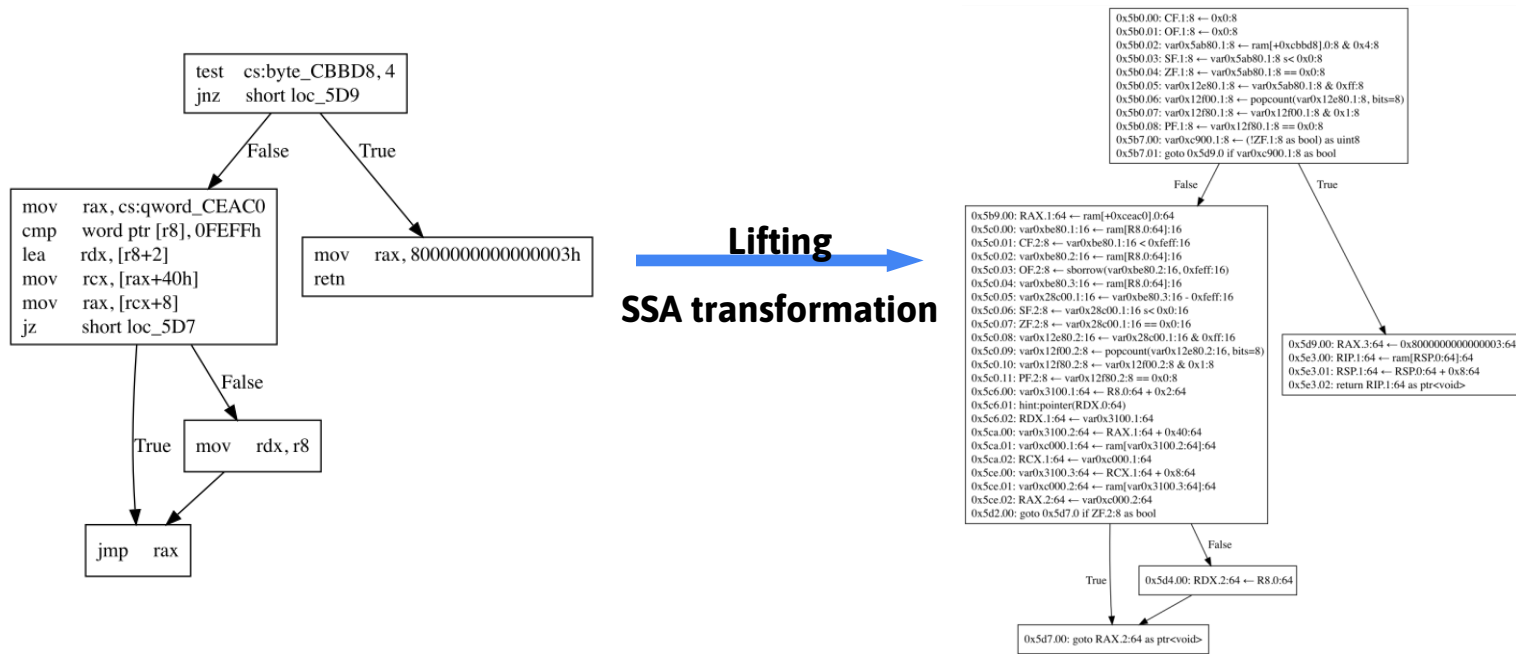 test cs:byte_CBBD8, 4
jnz short loc_5D9
False
True
mov rax, cs:qword_CEAC0
cmp word ptr [r8], 0FEFFh
lea rdx, [r8+2]
mov rcx, [rax+40h]
mov rax, [rcx+8]
jz short loc_5D7
mov rax, 8000000000000003h
retn
False
True
mov rdx, r8
jmp rax
Lifting
SSA transformation
0x5b0.00: CF.1:8 ← 0x0:8
0x5b0.01: OF.1:8 ← 0x0:8
0x5b0.02: var0x5ab80.1:8 ← ram[+0xcbbd8].0:8 & 0x4:8
0x5b0.03: SF.1:8 ← var0x5ab80.1:8 s< 0x0:8
0x5b0.04: ZF.1:8 ← var0x5ab80.1:8 == 0x0:8
0x5b0.05: var0x12e80.1:8 ← var0x5ab80.1:8 & 0xff:8
0x5b0.06: var0x12f00.1:8 ← popcount(var0x12e80.1:8, bits=8)
0x5b0.07: var0x12f80.1:8 ← var0x12f00.1:8 & 0x1:8
0x5b0.08: PF.1:8 ← var0x12f80.1:8 == 0x0:8
0x5b7.00: var0xc900.1:8 ← (!ZF.1:8 as bool) as uint8
0x5b7.01: goto 0x5d9.0 if var0xc900.1:8 as bool
False
True
0x5b9.00: RAX.1:64 ← ram[+0xceac0].0:64
0x5c0.00: var0xbe80.1:16 ← ram[R8.0:64]:16
0x5c0.01: CF.2:8 ← var0xbe80.1:16 < 0xfeff:16
0x5c0.02: var0xbe80.2:16 ← ram[R8.0:64]:16
0x5c0.03: OF.2:8 ← sborrow(var0xbe80.2:16, 0xfeff:16)
0x5c0.04: var0xbe80.3:16 ← ram[R8.0:64]:16
0x5c0.05: var0x28c00.1:16 ← var0xbe80.3:16 - 0xfeff:16
0x5c0.06: SF.2:8 ← var0x28c00.1:16 s< 0x0:16
0x5c0.07: ZF.2:8 ← var0x28c00.1:16 == 0x0:16
0x5c0.08: var0x12e80.2:16 ← var0x28c00.1:16 & 0xff:16
0x5c0.09: var0x12f00.2:8 ← popcount(var0x12e80.2:16, bits=8)
0x5c0.10: var0x12f80.2:8 ← var0x12f00.2:8 & 0x1:8
0x5c0.11: PF.2:8 ← var0x12f80.2:8 == 0x0:8
0x5c6.00: var0x3100.1:64 ← R8.0:64 + 0x2:64
0x5c6.01: hint:pointer(RDX.0:64)
0x5c6.02: RDX.1:64 ← var0x3100.1:64
0x5ca.00: var0x3100.2:64 ← RAX.1:64 + 0x40:64
0x5ca.01: var0xc000.1:64 ← ram[var0x3100.2:64]:64
0x5ca.02: RCX.1:64 ← var0xc000.1:64
0x5ce.00: var0x3100.3:64 ← RCX.1:64 + 0x8:64
0x5ce.01: var0xc000.2:64 ← ram[var0x3100.3:64]:64
0x5ce.02: RAX.2:64 ← var0xc000.2:64
0x5d2.00: goto 0x5d7.0 if ZF.2:8 as bool
0x5d9.00: RAX.3:64 ← 0x8000000000000003:64
0x5e3.00: RIP.1:64 ← ram[RSP.0:64]:64
0x5e3.01: RSP.1:64 ← RSP.0:64 + 0x8:64
0x5e3.02: return RIP.1:64 as ptr<void>
False
True
0x5d4.00: RDX.2:64 ← R8.0:64
0x5d7.00: goto RAX.2:64 as ptr<void>